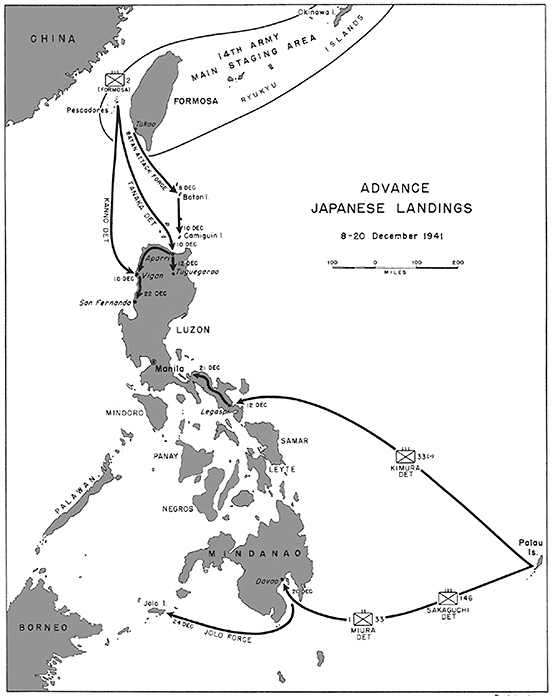 Okinawa I.
CHINA
14TH ARMY
MAIN STAGING AREA
RYUKYU
ISLANDS
2
(FORMOSA)
FORMOSA
Pescadores
Takao
BATAN ATTACK FORCE
TANAKA DET
KANNO DET
8 DEC
Batan I.
10 DEC
Camiguin I.
10 DEC
Aparri
12 DEC
Tuguegarao
10 DEC
Vigan
22 DEC
San Fernando
LUZON
ADVANCE
JAPANESE LANDINGS
8-20 December 1941
100 0 100 200
MILES
Manila
21 DEC
Legaspi
12 DEC
MINDORO
SAMAR
PANAY
LEYTE
33(-)
KIMURA
DET
PALAWAN
NEGROS
MINDANAO
Palau
Is.
Davao
20 DEC
146
SAKAGUCHI
DET
1 33
MIURA
DET
Jolo I.
24 DEC
JOLO FORCE
BORNEO